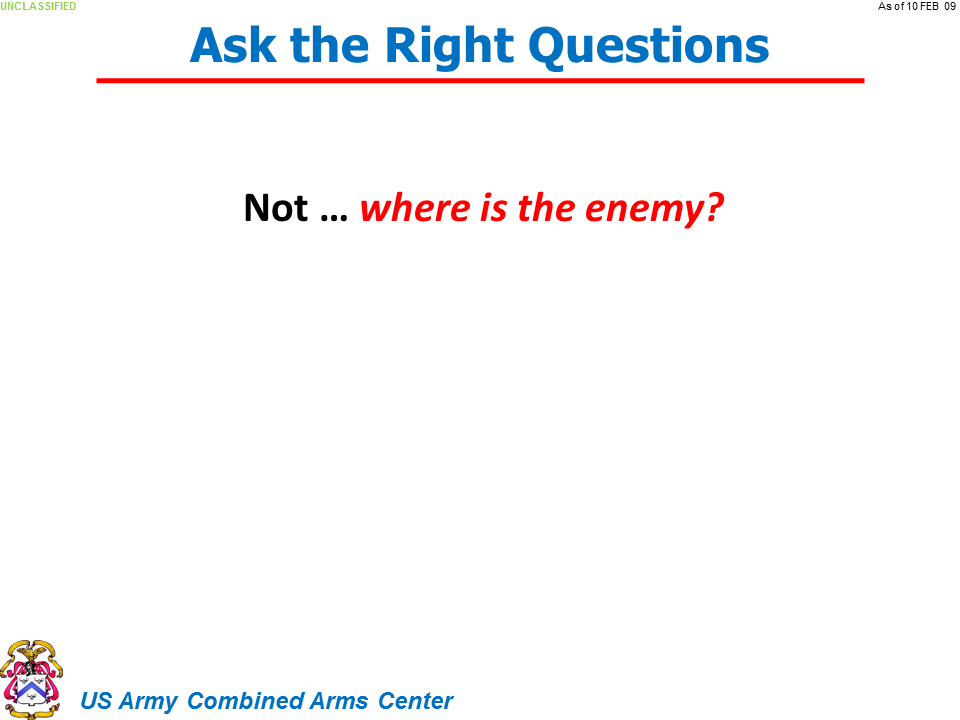 UNCLASSIFIED
As of 10 FEB 09
Ask the Right Questions
Not … where is the enemy?
US Army Combined Arms Center